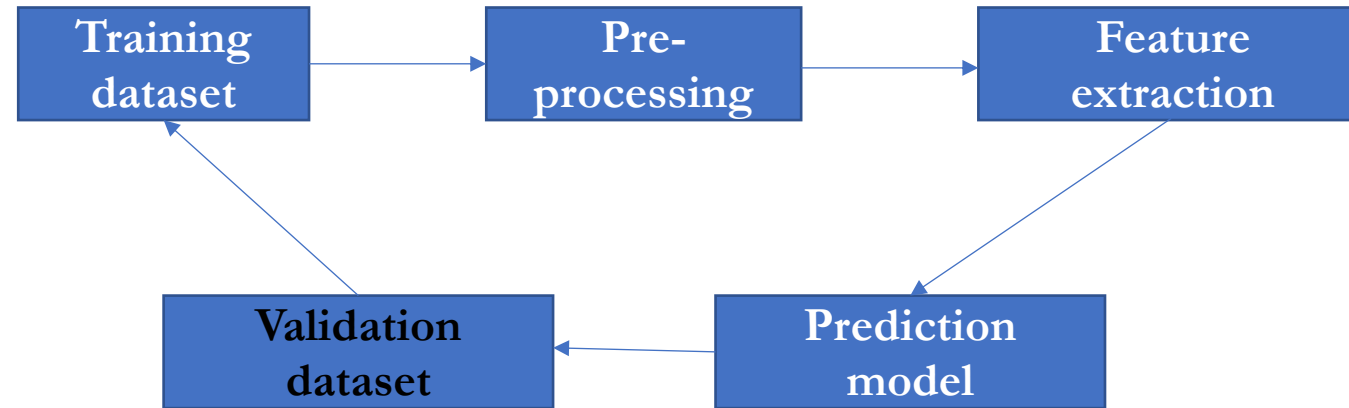 Training
dataset
Pre-
processing
Feature
extraction
Validation
dataset
Prediction
model